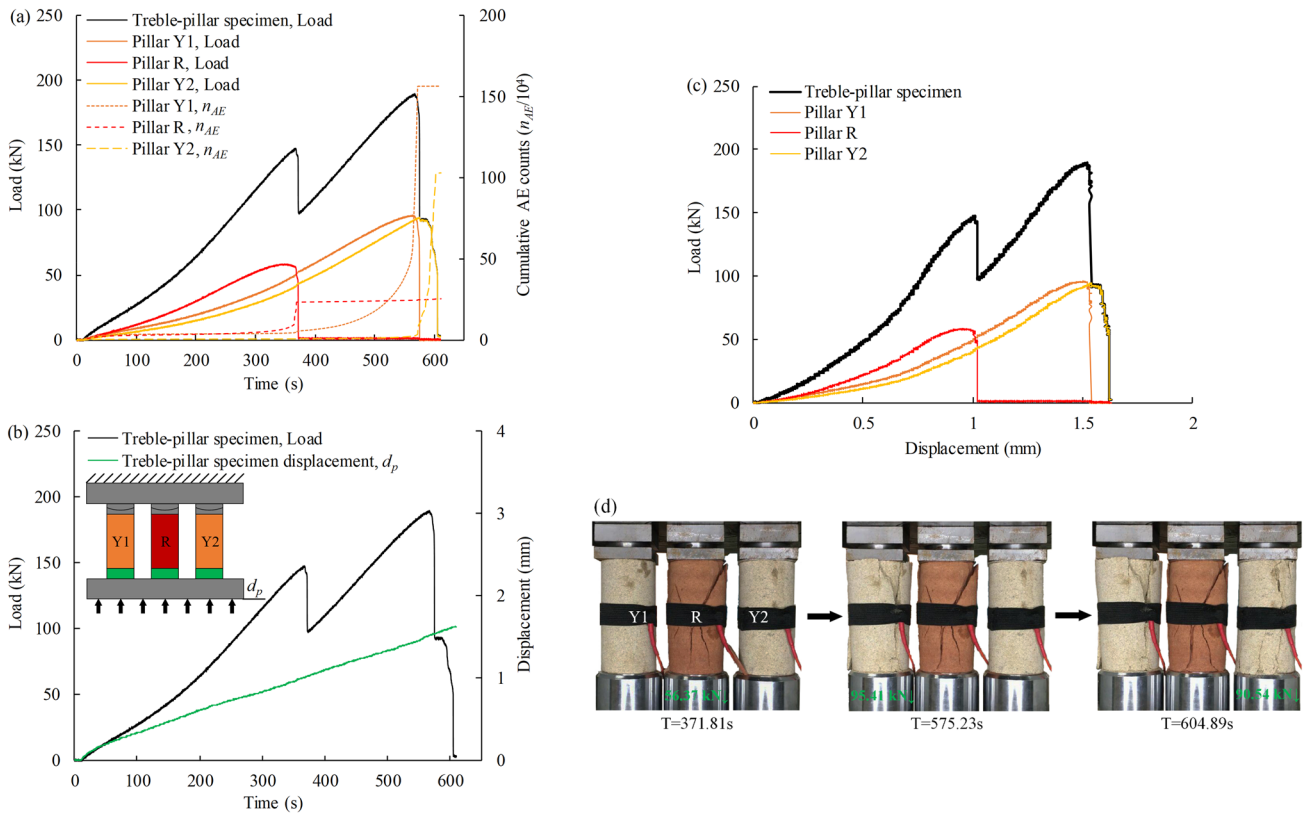 (a)
250
200
150
100
50
0
Load (kN)
Treble-pillar specimen, Load
Pillar Y1, Load
Pillar R, Load
Pillar Y2, Load
Pillar Y1, nAE
Pillar R, nAE
Pillar Y2, nAE
200
150
100
50
0
Cumulative AE counts (nAE/10⁴)
0 100 200 300 400 500 600
Time (s)
(b)
250
200
150
100
50
0
Load (kN)
Treble-pillar specimen, Load
Treble-pillar specimen displacement, dp
Y1 R Y2
dp
4
3
2
1
0
Displacement (mm)
0 100 200 300 400 500 600
Time (s)
(c)
250
200
150
100
50
0
Load (kN)
Treble-pillar specimen
Pillar Y1
Pillar R
Pillar Y2
0 0.5 1 1.5 2
Displacement (mm)
(d)
Y1 R Y2
56.37 kN
95.41 kN
90.54 kN
T=371.81s
T=575.23s
T=604.89s